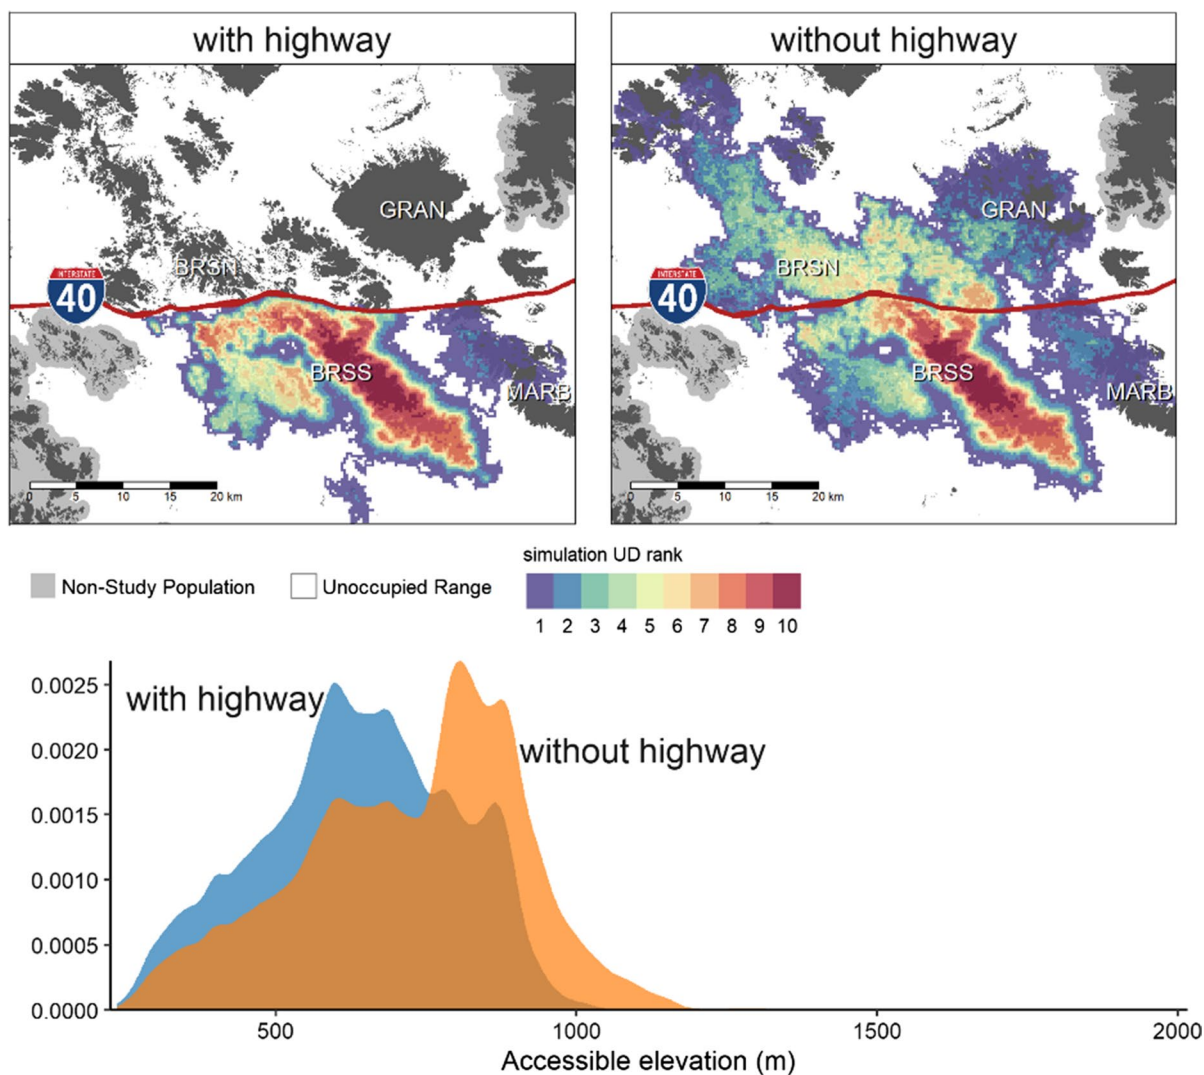 with highway
without highway
GRAN
BRSN
INTERSTATE
40
BRSS
MARB
0 5 10 15 20 km
GRAN
BRSN
INTERSTATE
40
BRSS
MARB
0 5 10 15 20 km
simulation UD rank
Non-Study Population
Unoccupied Range
1 2 3 4 5 6 7 8 9 10
with highway
without highway
0.0025
0.0020
0.0015
0.0010
0.0005
0.0000
500 1000 1500 2000
Accessible elevation (m)